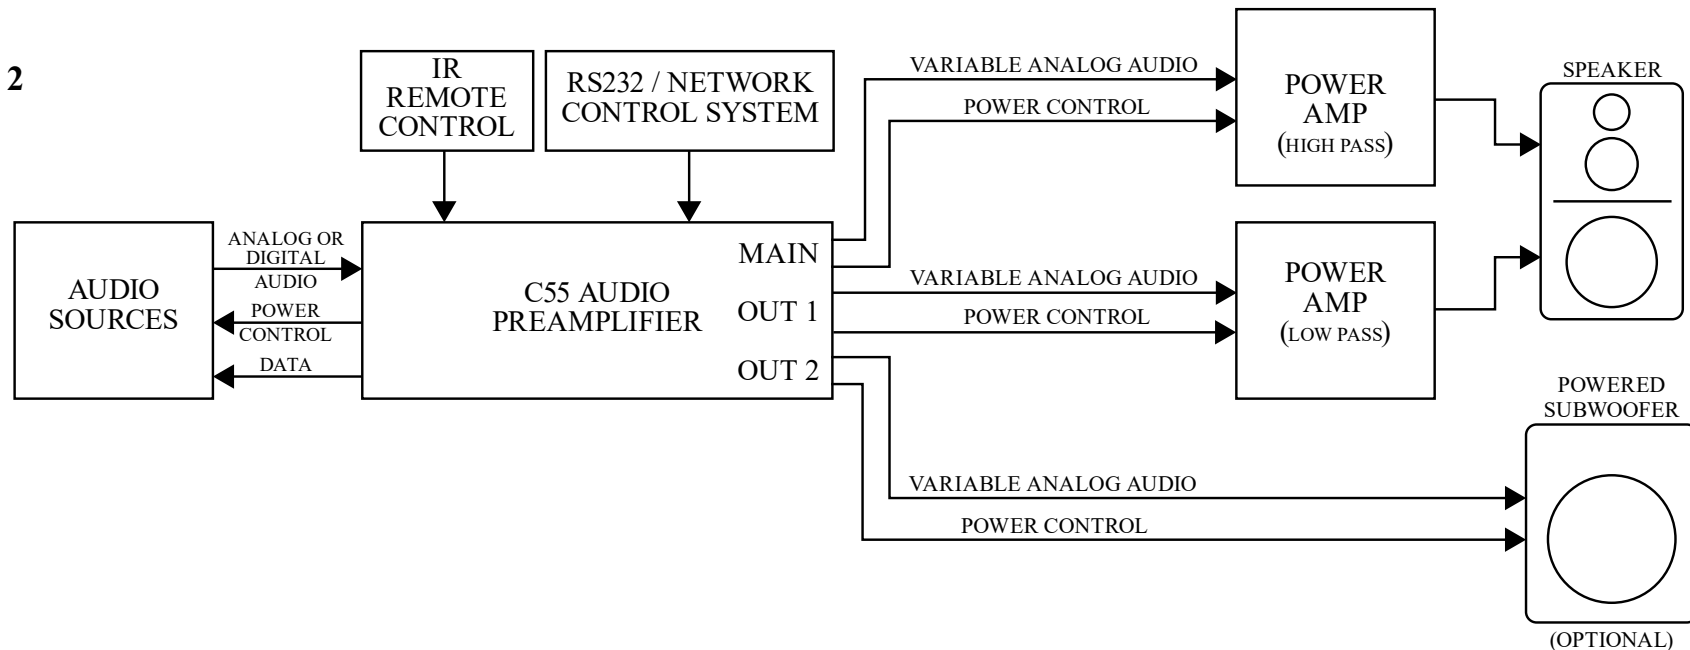 2
IR
REMOTE
CONTROL
RS232 / NETWORK
CONTROL SYSTEM
VARIABLE ANALOG AUDIO
POWER CONTROL
POWER
AMP
(HIGH PASS)
SPEAKER
AUDIO
SOURCES
ANALOG OR
DIGITAL
AUDIO
POWER
CONTROL
DATA
C55 AUDIO
PREAMPLIFIER
MAIN
OUT 1
OUT 2
VARIABLE ANALOG AUDIO
POWER CONTROL
POWER
AMP
(LOW PASS)
VARIABLE ANALOG AUDIO
POWER CONTROL
POWERED
SUBWOOFER
(OPTIONAL)